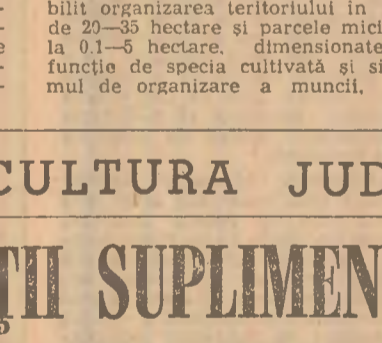 bilit organizarea teritoriului in
de 20—35 hectare și parcele mici
la 0.1—5 hectare, dimensionate
funcție de specia cultivată și si
mul de organizare a muncii,
CULTURA JUD
ȚII SUPLIMEN